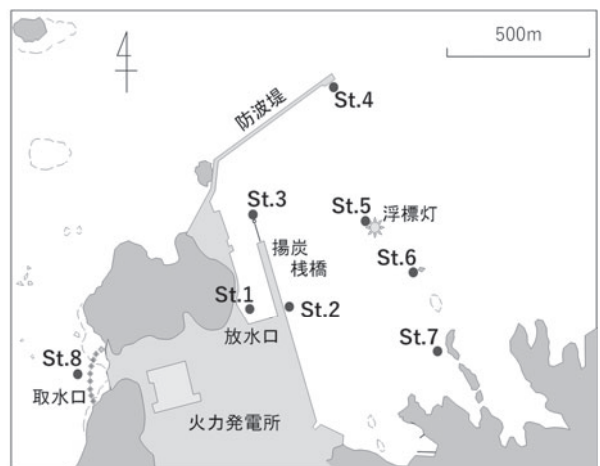 500m
防波堤
St.4
St.3
St.5
浮標灯
揚炭
桟橋
St.6
St.1
St.2
放水口
St.7
St.8
取水口
火力発電所